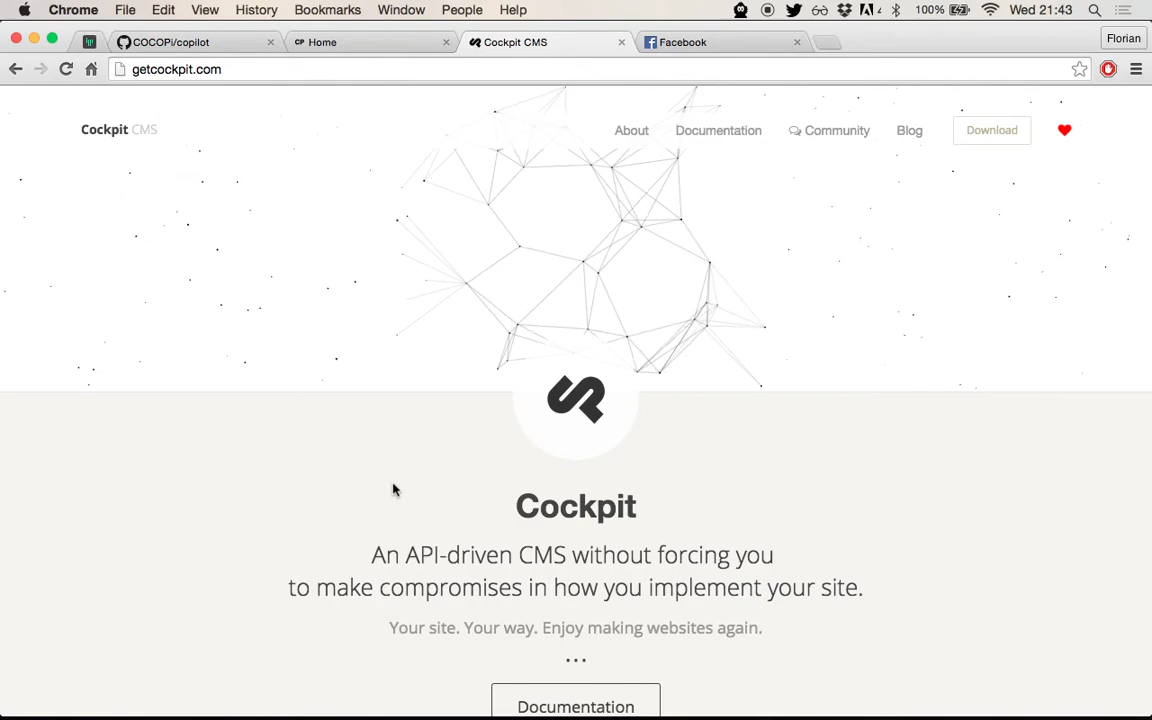 Chrome File Edit View History Bookmarks Window People Help 4 100% Wed 21:43
COCOPi/copilot CP Home Cockpit CMS Facebook Florian
getcockpit.com
Cockpit CMS About Documentation Community Blog Download
Cockpit
An API-driven CMS without forcing you
to make compromises in how you implement your site.
Your site. Your way. Enjoy making websites again.
...
Documentation